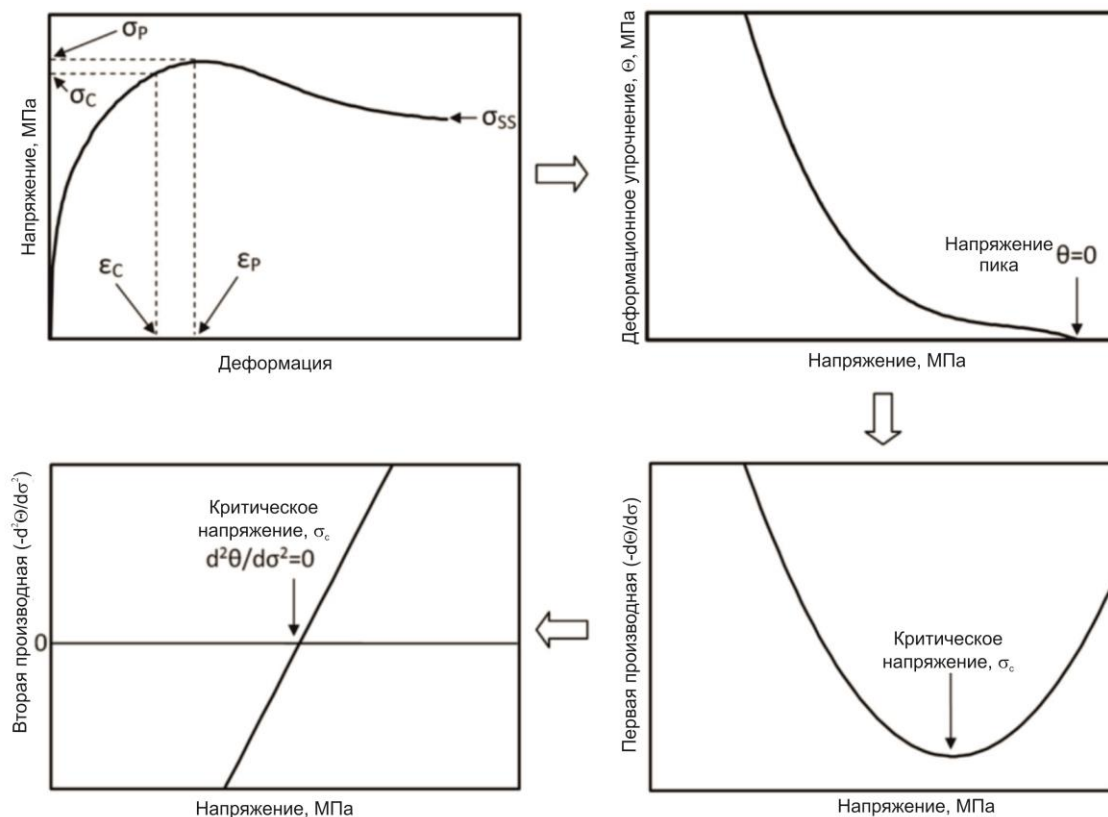 σP
σC
σSS
εC
εP
Напряжение, МПа
Деформация
Деформационное упрочнение, Θ, МПа
Напряжение
пика
θ=0
Напряжение, МПа
Вторая производная (-d²Θ/dσ²)
Критическое
напряжение, σc
d²θ/dσ²=0
0
Напряжение, МПа
Первая производная (-dΘ/dσ)
Критическое
напряжение, σc
Напряжение, МПа